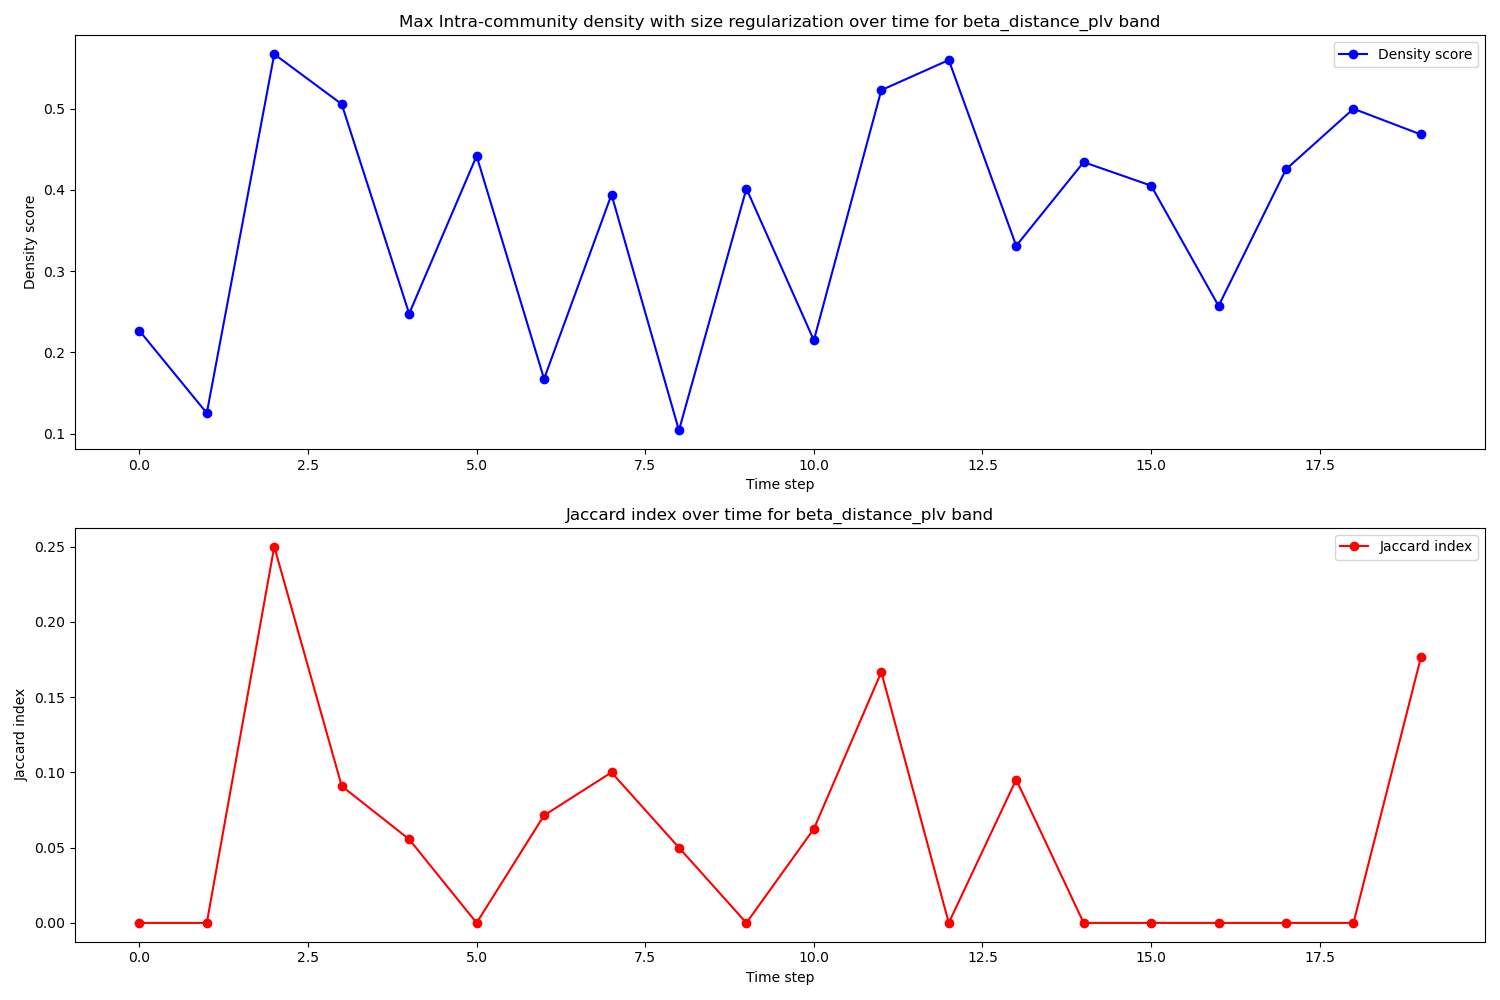 Max Intra-community density with size regularization over time for beta_distance_plv band
Density score
0.5
0.4
0.3
0.2
0.1
Density score
0.0 2.5 5.0 7.5 10.0 12.5 15.0 17.5
Time step
Jaccard index over time for beta_distance_plv band
Jaccard index
0.25
0.20
0.15
0.10
0.05
0.00
Jaccard index
0.0 2.5 5.0 7.5 10.0 12.5 15.0 17.5
Time step